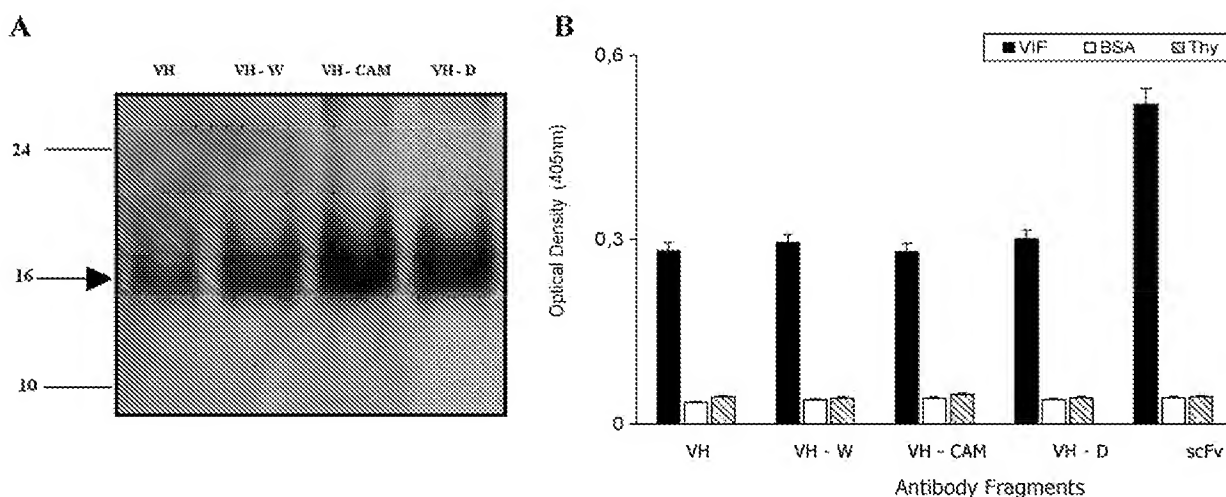 A
VH VH - W VH - CAM VH - D
24
16
10
B
VIF BSA Thy
Optical Density (405nm)
0,6
0,3
0
VH VH - W VH - CAM VH - D scFv
Antibody Fragments